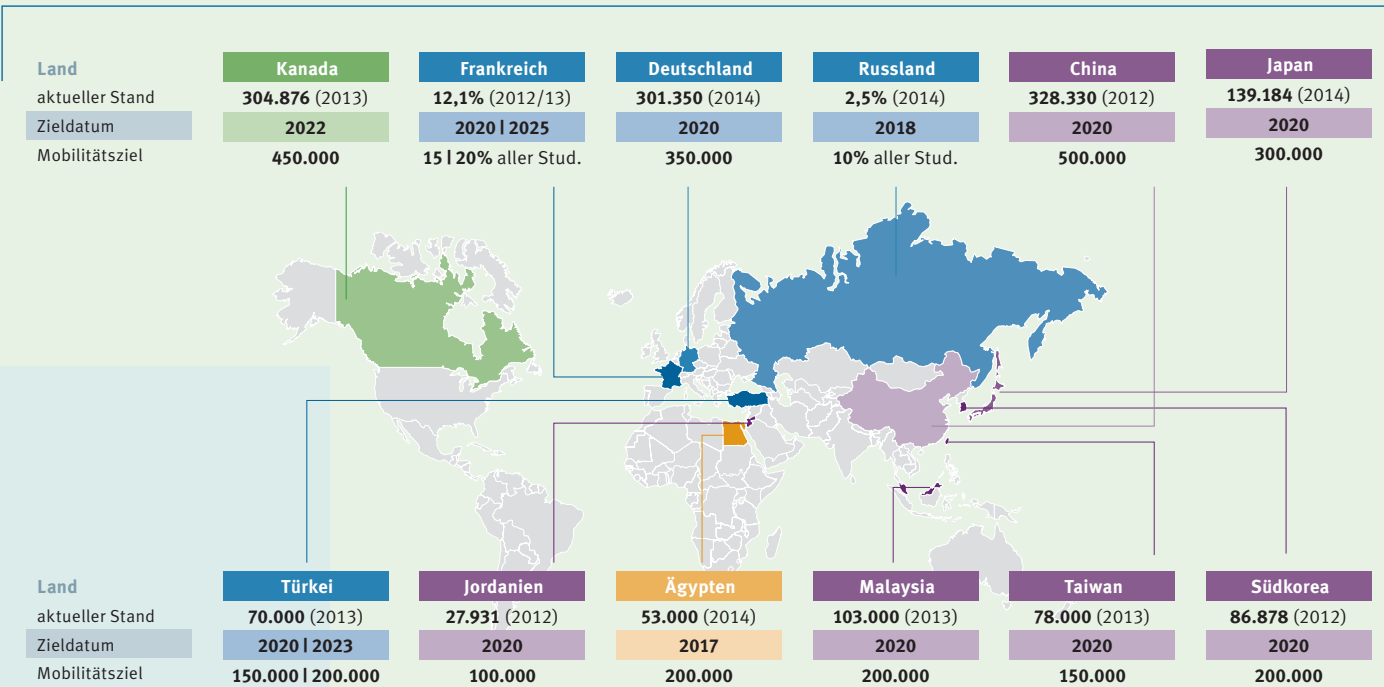 Land Kanada Frankreich Deutschland Russland China Japan
aktueller Stand 304.876 (2013) 12,1% (2012/13) 301.350 (2014) 2,5% (2014) 328.330 (2012) 139.184 (2014)
Zieldatum 2022 2020 | 2025 2020 2018 2020 2020
Mobilitätsziel 450.000 15 | 20% aller Stud. 350.000 10% aller Stud. 500.000 300.000
Land Türkei Jordanien Ägypten Malaysia Taiwan Südkorea
aktueller Stand 70.000 (2013) 27.931 (2012) 53.000 (2014) 103.000 (2013) 78.000 (2013) 86.878 (2012)
Zieldatum 2020 | 2023 2020 2017 2020 2020 2020
Mobilitätsziel 150.000 | 200.000 100.000 200.000 200.000 150.000 200.000